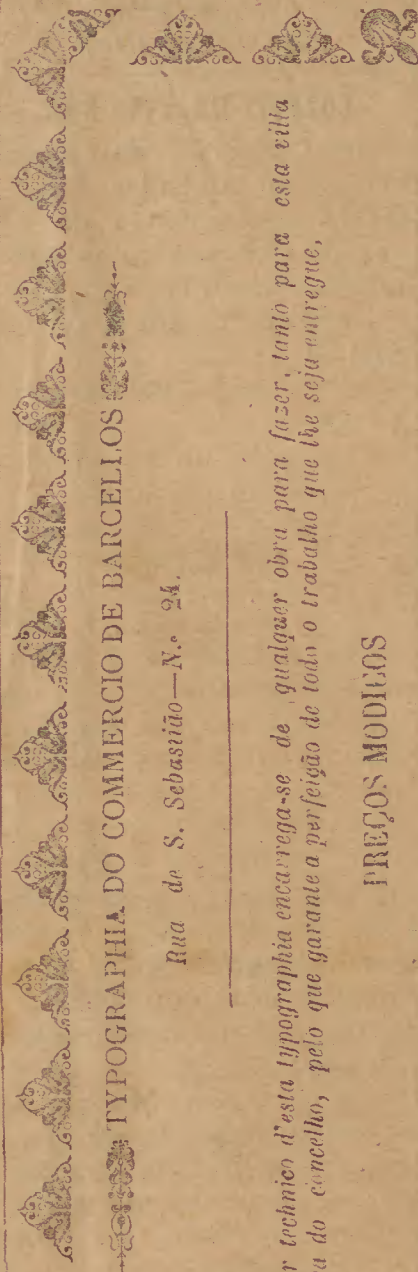 TYPOGRAPHIA DO COMMERCIO DE BARCELLOS
Rua de S. Sebastião—N.º 24.
technico d'esta typographia encarrega-se de qualquer obra para fazer, tanto para esta villa
do concelho, pelo que garante a perfeição de todo o trabalho que lhe seja entregue,
PREÇOS MODICOS